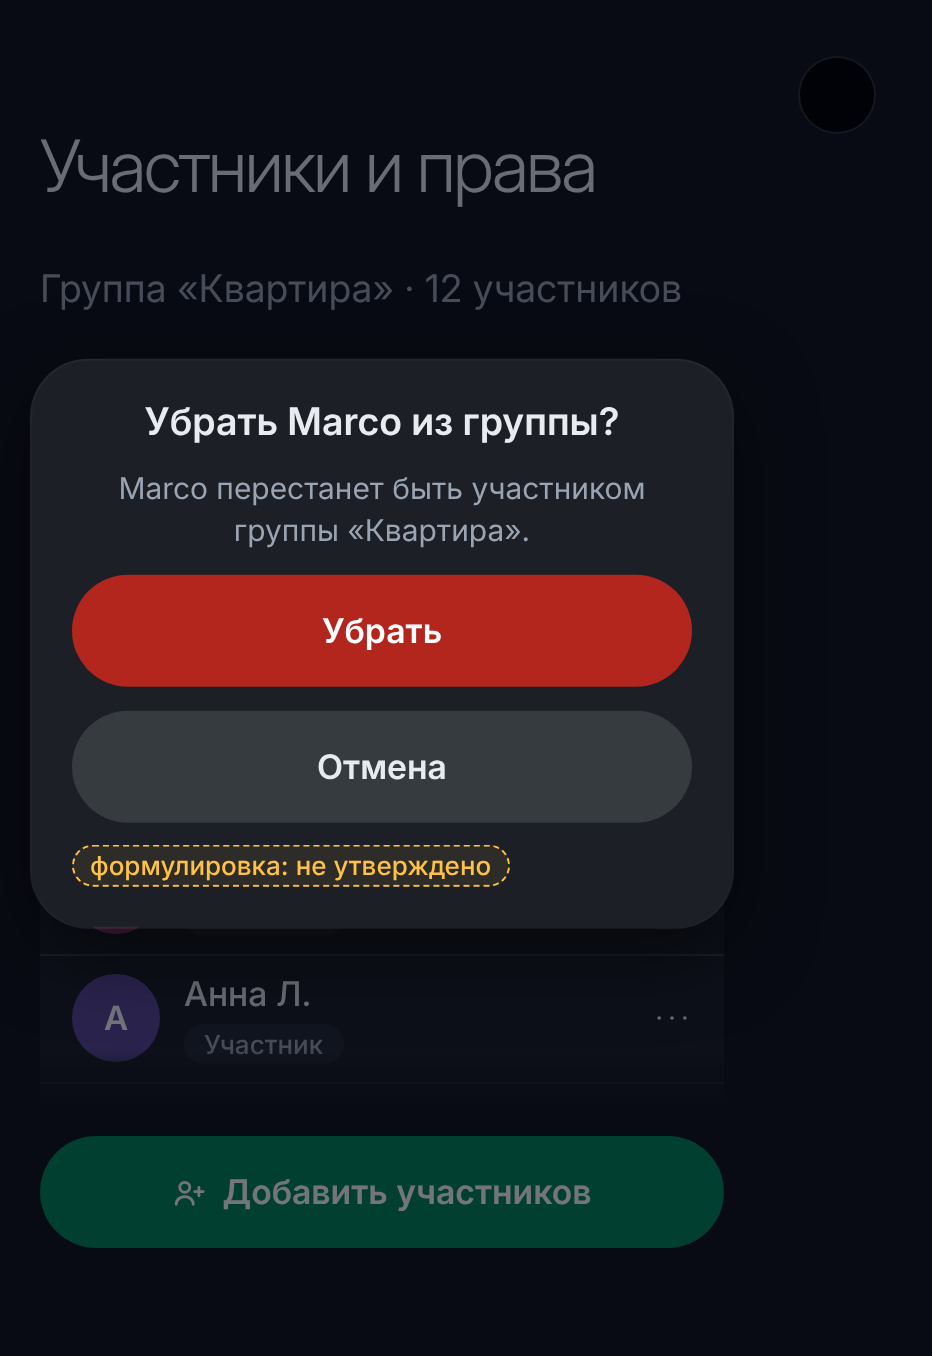 Участники и права
Группа «Квартира» · 12 участников
Убрать Marco из группы?
Marco перестанет быть участником
группы «Квартира».
Убрать
Отмена
формулировка: не утверждено
А
Анна Л.
Участник
Добавить участников